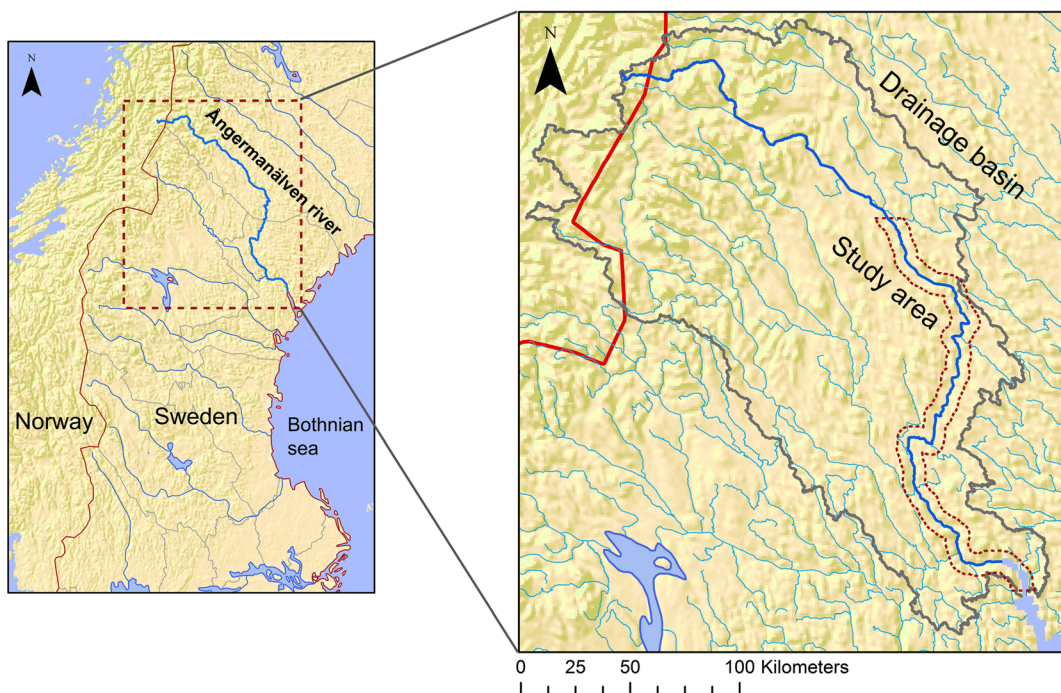 N
Ångermanälven river
Norway
Sweden
Bothnian
sea
N
N
Drainage basin
Study area
0 25 50 100 Kilometers